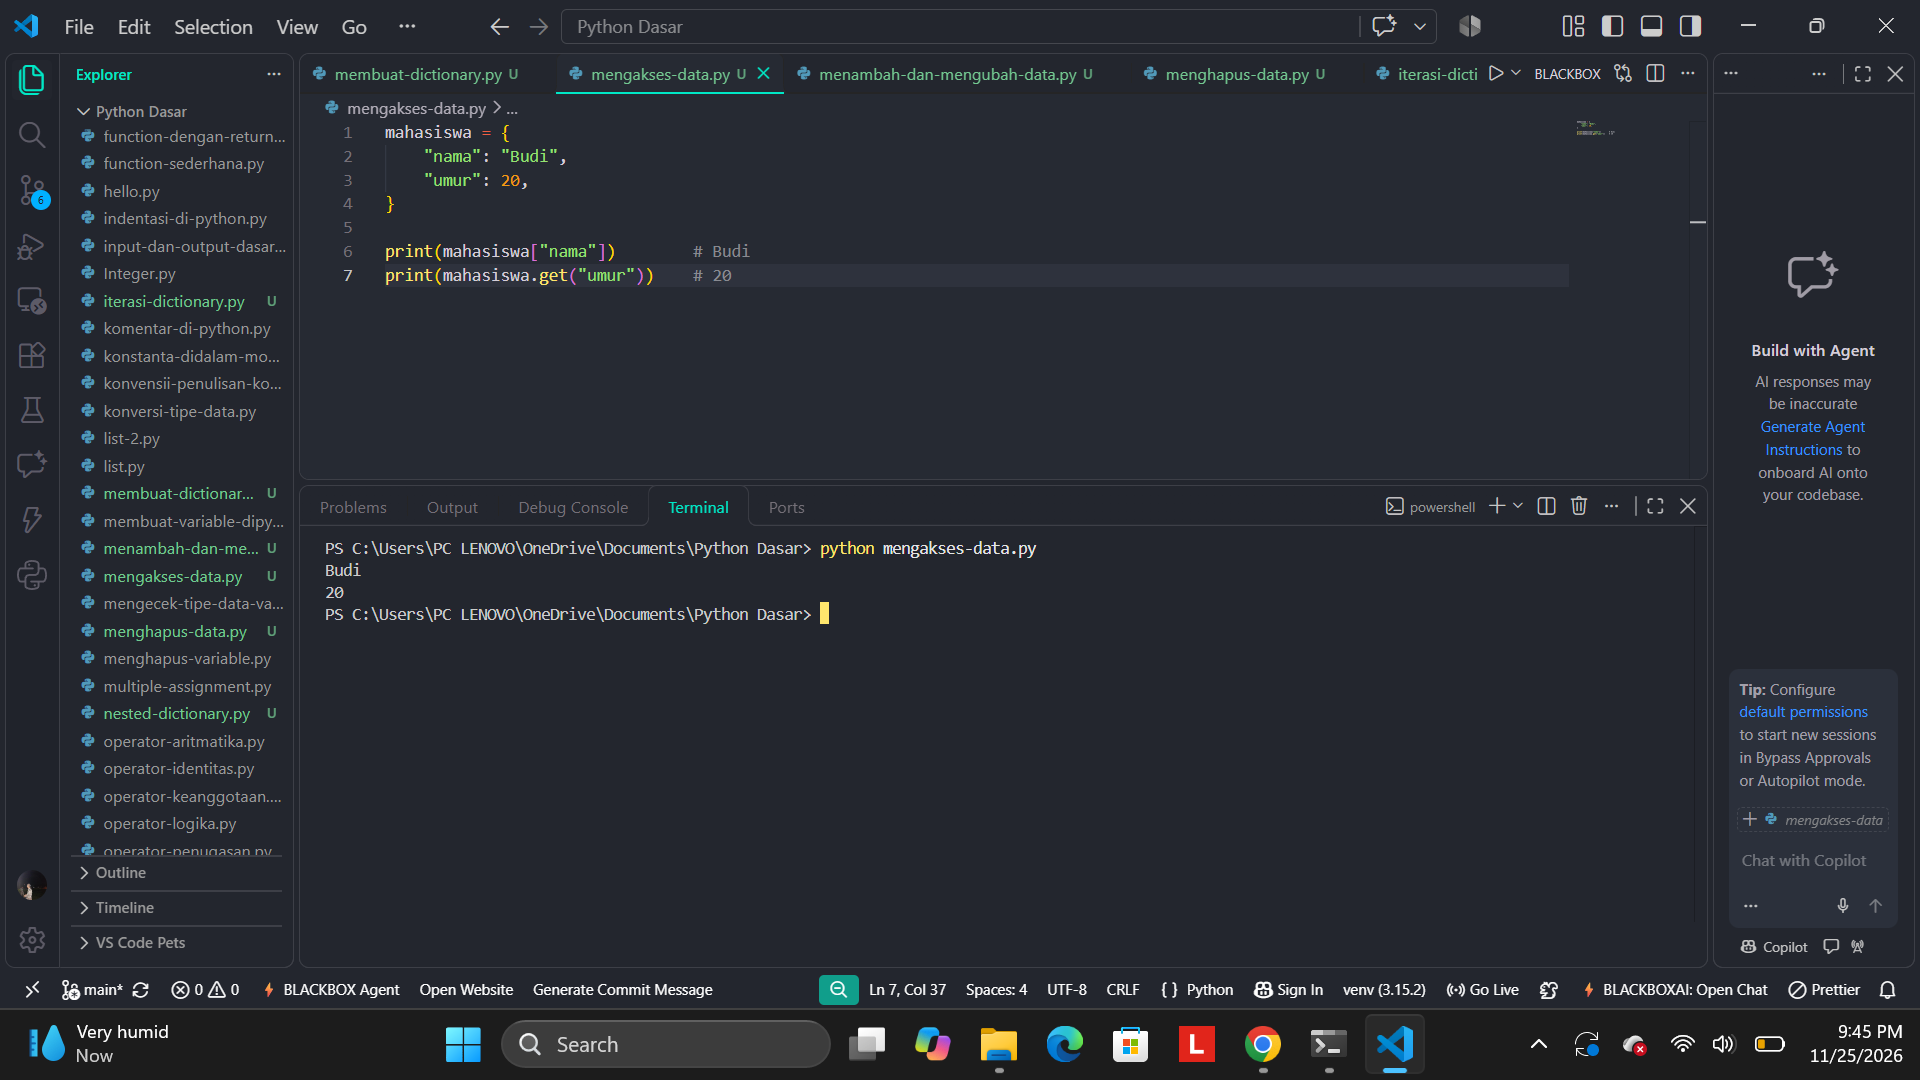 File Edit Selection View Go
Python Dasar
Explorer
Python Dasar
function-dengan-return...
function-sederhana.py
hello.py
indentasi-di-python.py
input-dan-output-dasar...
Integer.py
iterasi-dictionary.py U
komentar-di-python.py
konstanta-didalam-mo...
konvensii-penulisan-ko...
konversi-tipe-data.py
list-2.py
list.py
membuat-dictionar... U
membuat-variable-dipy...
menambah-dan-me... U
mengakses-data.py U
mengecek-tipe-data-va...
menghapus-data.py U
menghapus-variable.py
multiple-assignment.py
nested-dictionary.py U
operator-aritmatika.py
operator-identitas.py
operator-keanggotaan....
operator-logika.py
operator-penugasan.py
Outline
Timeline
VS Code Pets
6
membuat-dictionary.py U mengakses-data.py U menambah-dan-mengubah-data.py U menghapus-data.py U iterasi-dicti BLACKBOX
mengakses-data.py > ...
1 mahasiswa = {
2 "nama": "Budi",
3 "umur": 20,
4 }
5
6 print(mahasiswa["nama"]) # Budi
7 print(mahasiswa.get("umur")) # 20
Problems Output Debug Console Terminal Ports powershell
PS C:\Users\PC LENOVO\OneDrive\Documents\Python Dasar> python mengakses-data.py
Budi
20
PS C:\Users\PC LENOVO\OneDrive\Documents\Python Dasar>
Build with Agent
AI responses may
be inaccurate
Generate Agent
Instructions to
onboard AI onto
your codebase.
Tip: Configure
default permissions
to start new sessions
in Bypass Approvals
or Autopilot mode.
mengakses-data
Chat with Copilot
Copilot
main* 0 0 BLACKBOX Agent Open Website Generate Commit Message Ln 7, Col 37 Spaces: 4 UTF-8 CRLF { } Python Sign In venv (3.15.2) Go Live BLACKBOXAI: Open Chat Prettier
Very humid
Now
Search
L
9:45 PM
11/25/2026